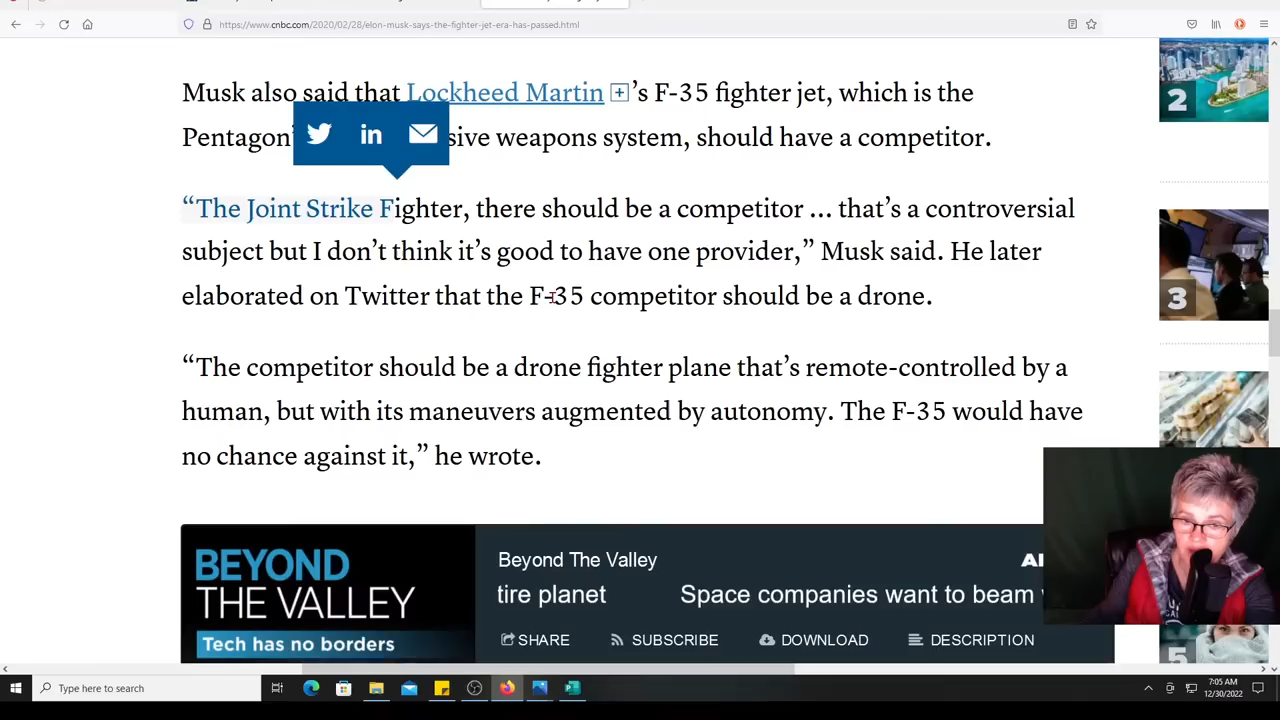 https://www.cnbc.com/2020/02/28/elon-musk-says-the-fighter-jet-era-has-passed.html
2
Musk also said that Lockheed Martin + 's F-35 fighter jet, which is the
Pentagon sive weapons system, should have a competitor.
in
“The Joint Strike Fighter, there should be a competitor ... that’s a controversial
subject but I don’t think it’s good to have one provider,” Musk said. He later
elaborated on Twitter that the F-35 competitor should be a drone.
3
“The competitor should be a drone fighter plane that’s remote-controlled by a
human, but with its maneuvers augmented by autonomy. The F-35 would have
no chance against it,” he wrote.
BEYOND
THE VALLEY
Tech has no borders
Beyond The Valley
tire planet Space companies want to beam
SHARE SUBSCRIBE DOWNLOAD DESCRIPTION
5
Type here to search
7:05 AM
12/30/2022